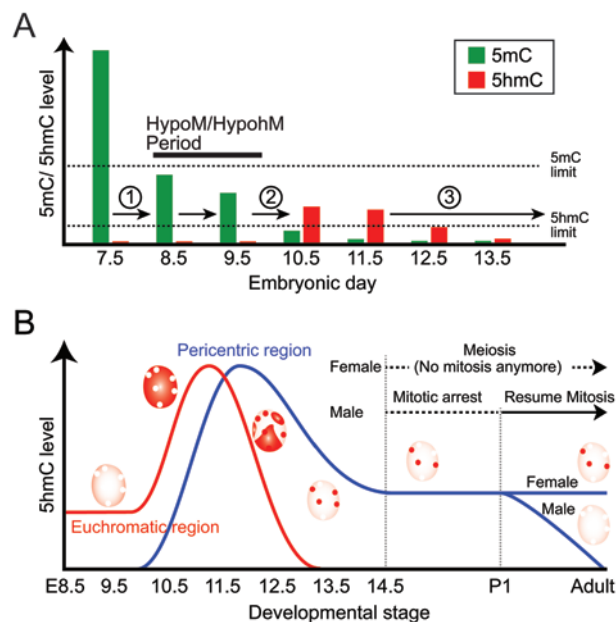 A
5mC
5hmC
5mC/ 5hmC level
HypoM/HypohM
Period
5mC
limit
① ② ③
5hmC
limit
7.5 8.5 9.5 10.5 11.5 12.5 13.5
Embryonic day
B
Pericentric region
Meiosis
Female
(No mitosis anymore)
Mitotic arrest
Resume Mitosis
Male
5hmC level
Female
Male
Euchromatic region
E8.5 9.5 10.5 11.5 12.5 13.5 14.5 P1 Adult
Developmental stage